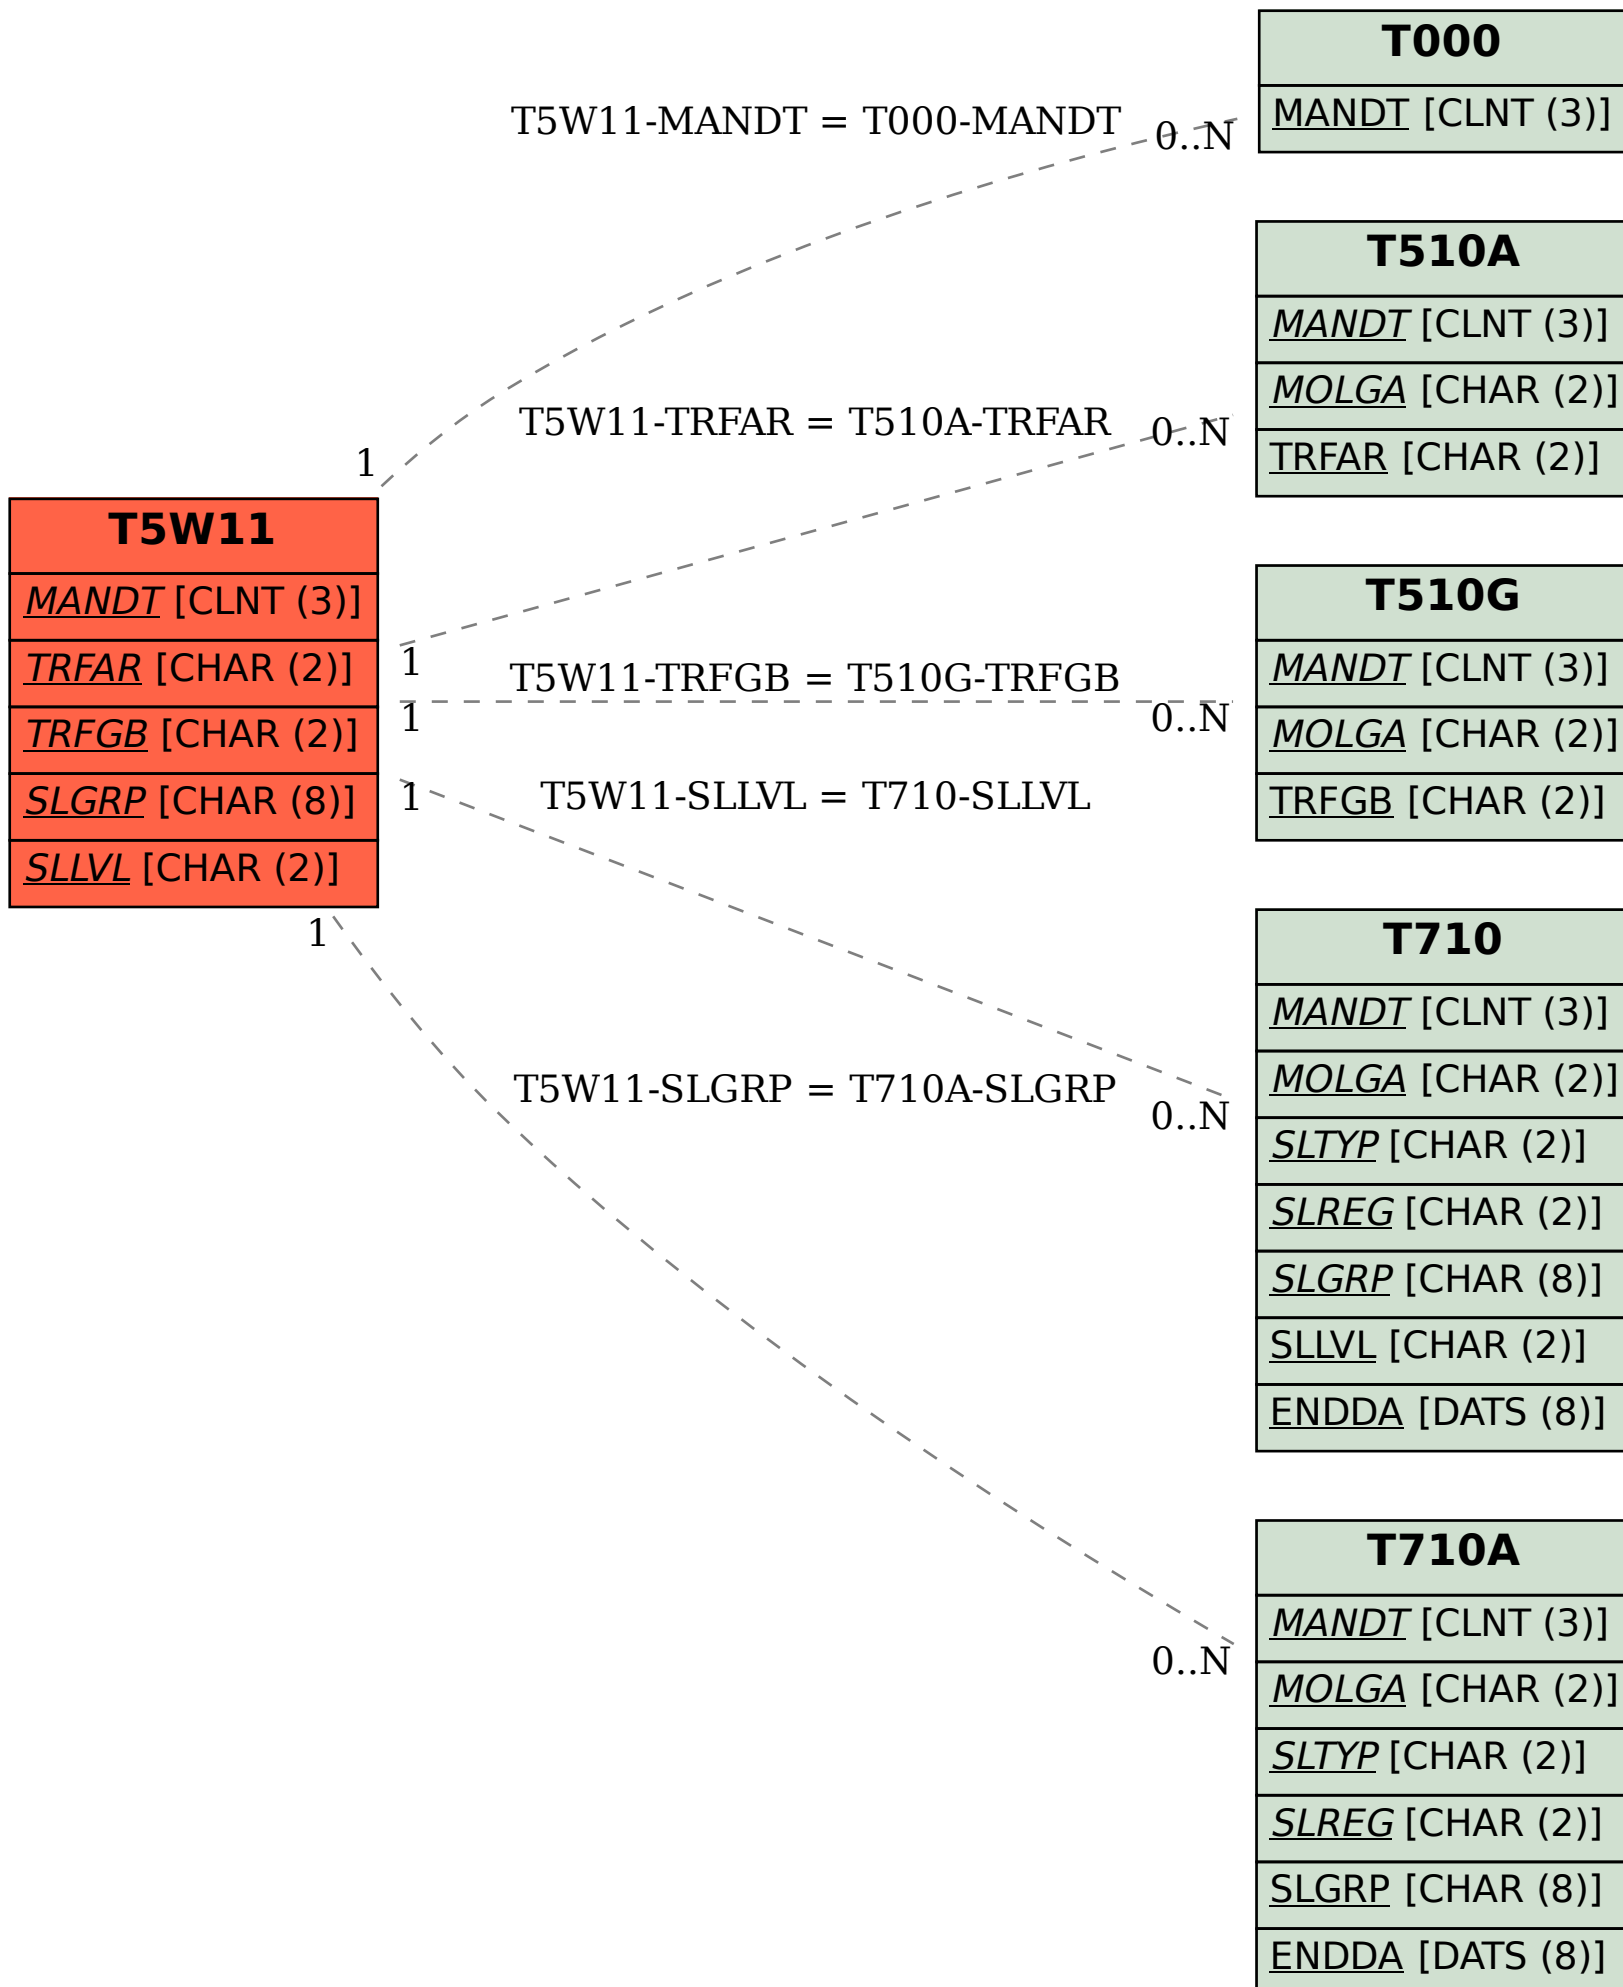 T000
MANDT [CLNT (3)]
T5W11-MANDT = T000-MANDT
0..N
1
T510A
MANDT [CLNT (3)]
MOLGA [CHAR (2)]
TRFAR [CHAR (2)]
T5W11-TRFAR = T510A-TRFAR
0..N
1
T5W11
MANDT [CLNT (3)]
TRFAR [CHAR (2)]
TRFGB [CHAR (2)]
SLGRP [CHAR (8)]
SLLVL [CHAR (2)]
T510G
MANDT [CLNT (3)]
MOLGA [CHAR (2)]
TRFGB [CHAR (2)]
T5W11-TRFGB = T510G-TRFGB
1
0..N
T5W11-SLLVL = T710-SLLVL
1
0..N
T710
MANDT [CLNT (3)]
MOLGA [CHAR (2)]
SLTYP [CHAR (2)]
SLREG [CHAR (2)]
SLGRP [CHAR (8)]
SLLVL [CHAR (2)]
ENDDA [DATS (8)]
T5W11-SLGRP = T710A-SLGRP
1
0..N
T710A
MANDT [CLNT (3)]
MOLGA [CHAR (2)]
SLTYP [CHAR (2)]
SLREG [CHAR (2)]
SLGRP [CHAR (8)]
ENDDA [DATS (8)]